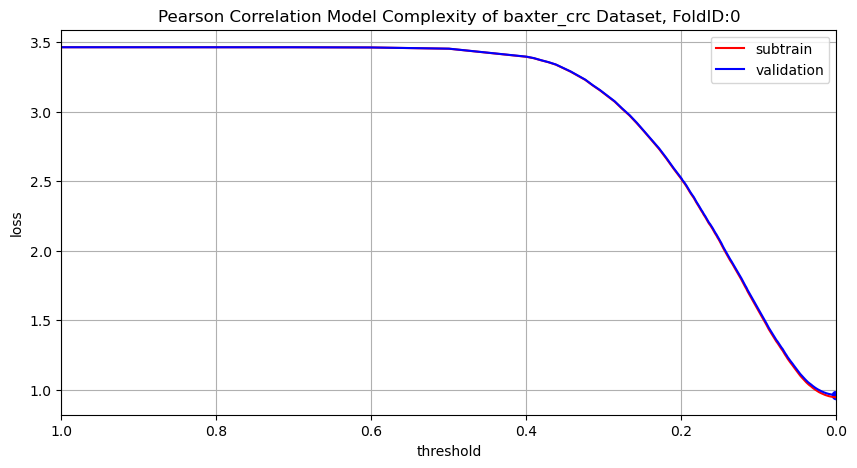 Pearson Correlation Model Complexity of baxter_crc Dataset, FoldID:0
subtrain
validation
3.5
3.0
2.5
2.0
1.5
1.0
loss
1.0 0.8 0.6 0.4 0.2 0.0
threshold